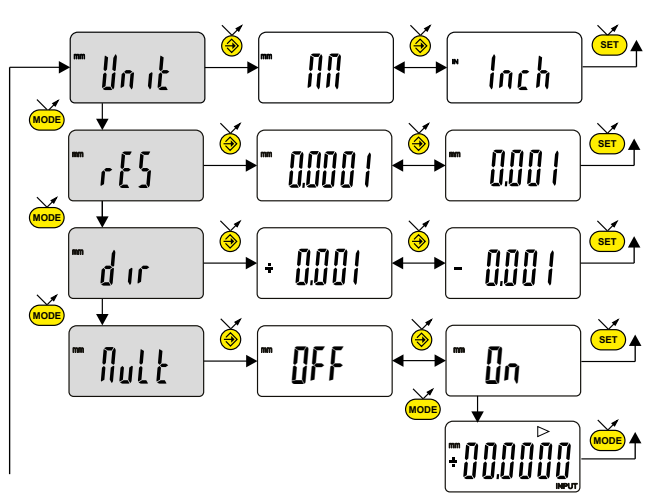 mm Unit mm MM IN Inch SET
MODE
mm rES mm 0.0001 mm 0.001 SET
MODE
mm dir + 0.001 - 0.001 SET
MODE
mm Mult mm OFF mm On SET
MODE
mm +00.0000 INPUT MODE